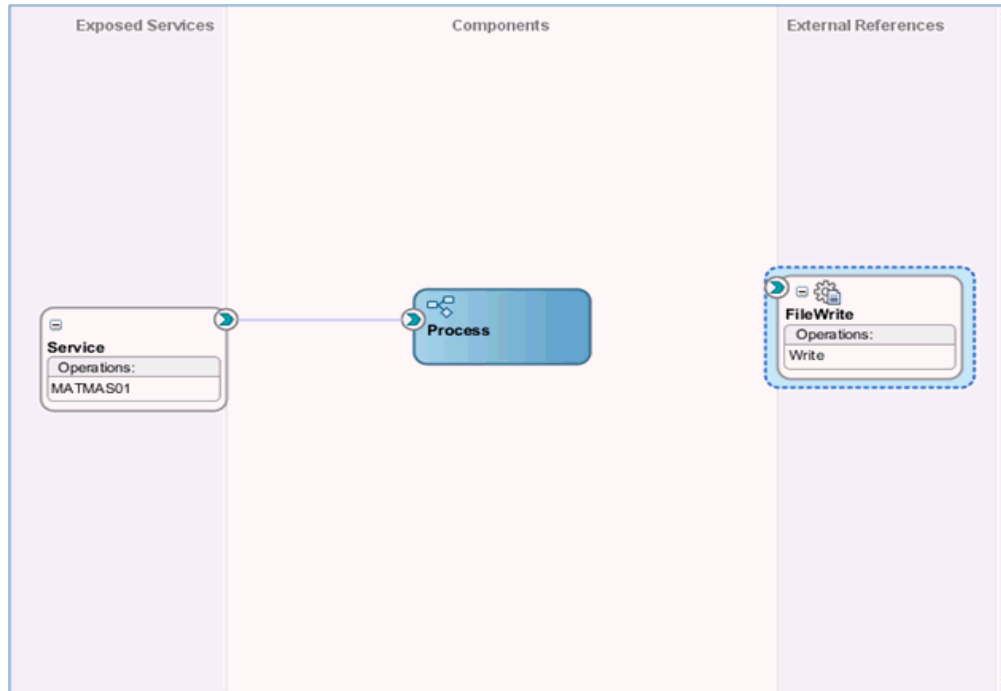 Exposed Services
Components
External References
Service
Operations:
MATMAS01
Process
FileWrite
Operations:
Write